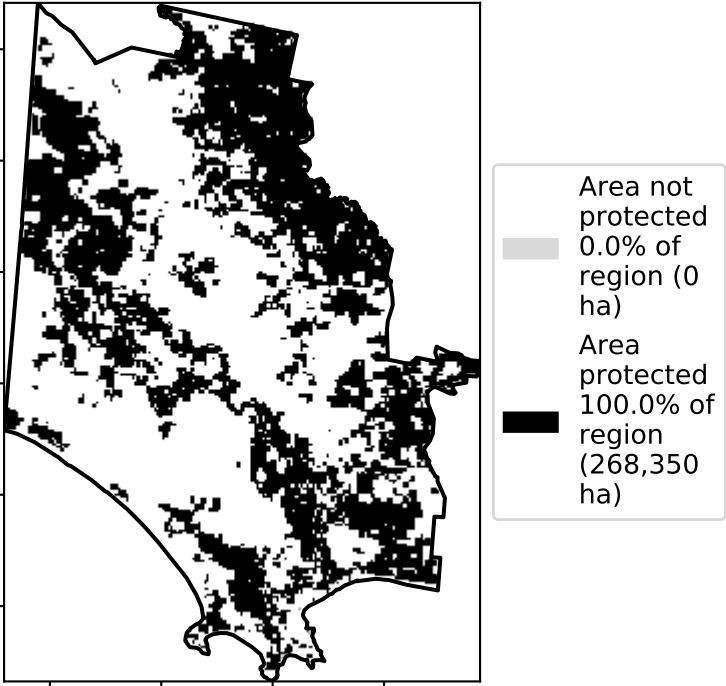 Area not
protected
0.0% of
region (0
ha)
Area
protected
100.0% of
region
(268,350
ha)